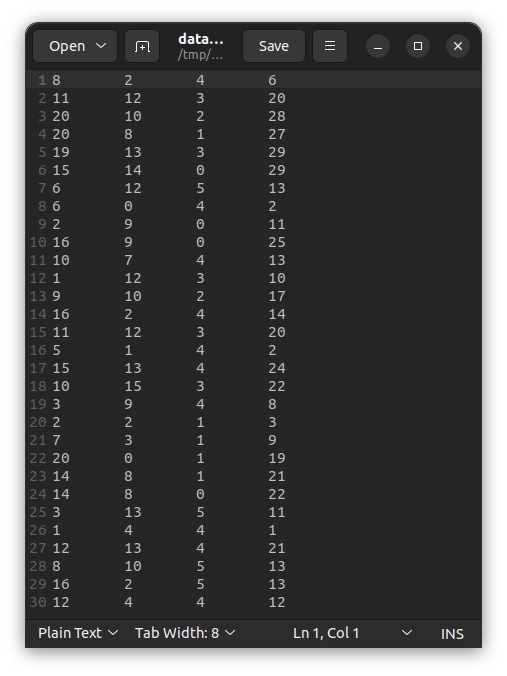 Open data... Save
/tmp/...
1 8 2 4 6
2 11 12 3 20
3 20 10 2 28
4 20 8 1 27
5 19 13 3 29
6 15 14 0 29
7 6 12 5 13
8 6 0 4 2
9 2 9 0 11
10 16 9 0 25
11 10 7 4 13
12 1 12 3 10
13 9 10 2 17
14 16 2 4 14
15 11 12 3 20
16 5 1 4 2
17 15 13 4 24
18 10 15 3 22
19 3 9 4 8
20 2 2 1 3
21 7 3 1 9
22 20 0 1 19
23 14 8 1 21
24 14 8 0 22
25 3 13 5 11
26 1 4 4 1
27 12 13 4 21
28 8 10 5 13
29 16 2 5 13
30 12 4 4 12
Plain Text Tab Width: 8 Ln 1, Col 1 INS